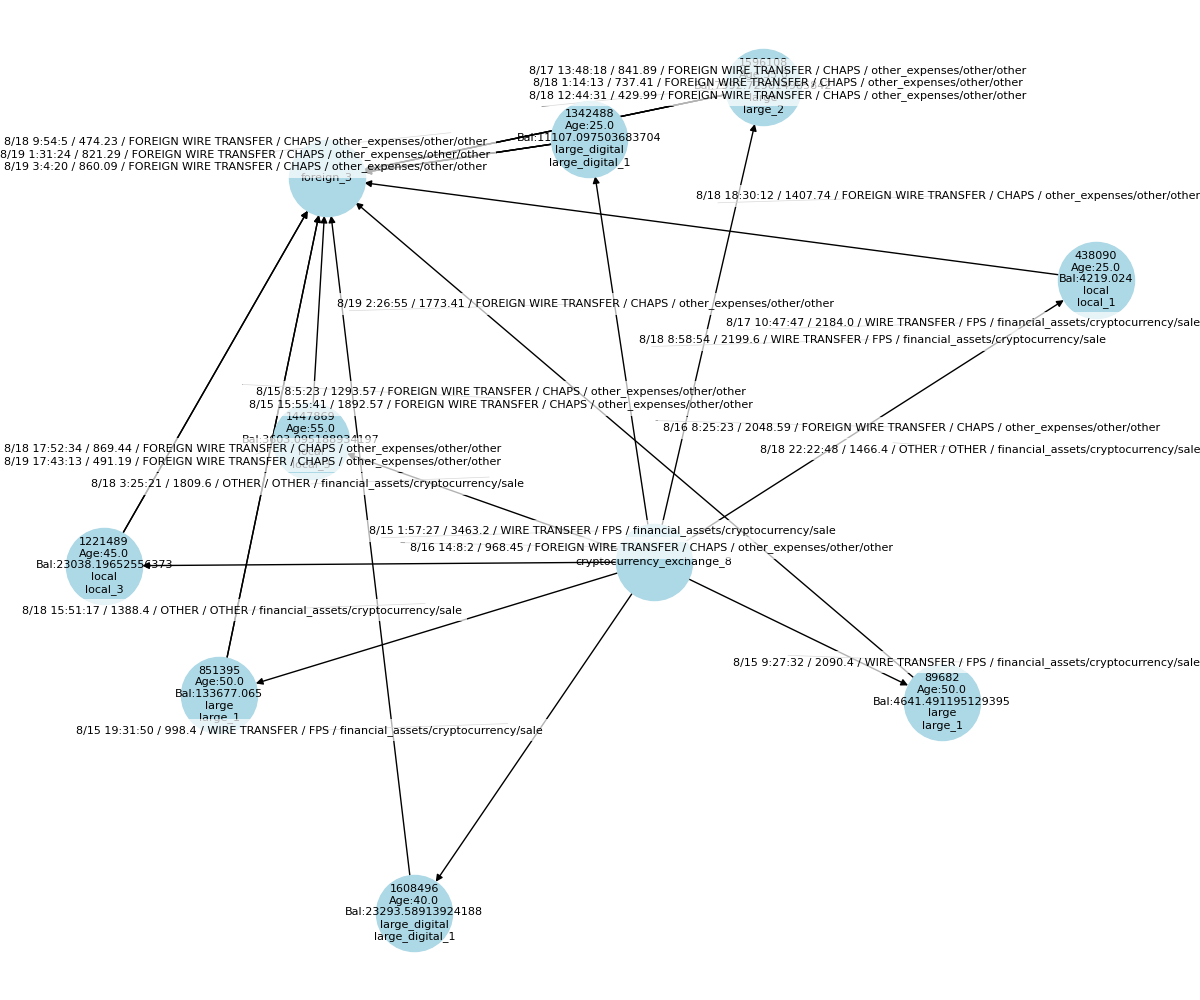 8/17 13:48:18 / 841.89 / FOREIGN WIRE TRANSFER / CHAPS / other_expenses/other/other
8/18 1:14:13 / 737.41 / FOREIGN WIRE TRANSFER / CHAPS / other_expenses/other/other
8/18 12:44:31 / 429.99 / FOREIGN WIRE TRANSFER / CHAPS / other_expenses/other/other
large_2
1342488
Age:25.0
Bal:11107.097503683704
large_digital
large_digital_1
8/18 9:54:5 / 474.23 / FOREIGN WIRE TRANSFER / CHAPS / other_expenses/other/other
8/19 1:31:24 / 821.29 / FOREIGN WIRE TRANSFER / CHAPS / other_expenses/other/other
8/19 3:4:20 / 860.09 / FOREIGN WIRE TRANSFER / CHAPS / other_expenses/other/other
foreign_3
8/18 18:30:12 / 1407.74 / FOREIGN WIRE TRANSFER / CHAPS / other_expenses/other/other
438090
Age:25.0
Bal:4219.024
local
local_1
8/19 2:26:55 / 1773.41 / FOREIGN WIRE TRANSFER / CHAPS / other_expenses/other/other
8/17 10:47:47 / 2184.0 / WIRE TRANSFER / FPS / financial_assets/cryptocurrency/sale
8/18 8:58:54 / 2199.6 / WIRE TRANSFER / FPS / financial_assets/cryptocurrency/sale
8/15 8:5:23 / 1293.57 / FOREIGN WIRE TRANSFER / CHAPS / other_expenses/other/other
8/15 15:55:41 / 1892.57 / FOREIGN WIRE TRANSFER / CHAPS / other_expenses/other/other
1447869
Age:55.0
8/16 8:25:23 / 2048.59 / FOREIGN WIRE TRANSFER / CHAPS / other_expenses/other/other
8/18 17:52:34 / 869.44 / FOREIGN WIRE TRANSFER / CHAPS / other_expenses/other/other
8/19 17:43:13 / 491.19 / FOREIGN WIRE TRANSFER / CHAPS / other_expenses/other/other
8/18 22:22:48 / 1466.4 / OTHER / OTHER / financial_assets/cryptocurrency/sale
8/18 3:25:21 / 1809.6 / OTHER / OTHER / financial_assets/cryptocurrency/sale
8/15 1:57:27 / 3463.2 / WIRE TRANSFER / FPS / financial_assets/cryptocurrency/sale
8/16 14:8:2 / 968.45 / FOREIGN WIRE TRANSFER / CHAPS / other_expenses/other/other
cryptocurrency_exchange_8
1221489
Age:45.0
Bal:23038.19652556373
local
local_3
8/18 15:51:17 / 1388.4 / OTHER / OTHER / financial_assets/cryptocurrency/sale
851395
Age:50.0
Bal:133677.065
large
large_1
8/15 9:27:32 / 2090.4 / WIRE TRANSFER / FPS / financial_assets/cryptocurrency/sale
89682
Age:50.0
Bal:4641.491195129395
large
large_1
8/15 19:31:50 / 998.4 / WIRE TRANSFER / FPS / financial_assets/cryptocurrency/sale
1608496
Age:40.0
Bal:23293.58913924188
large_digital
large_digital_1